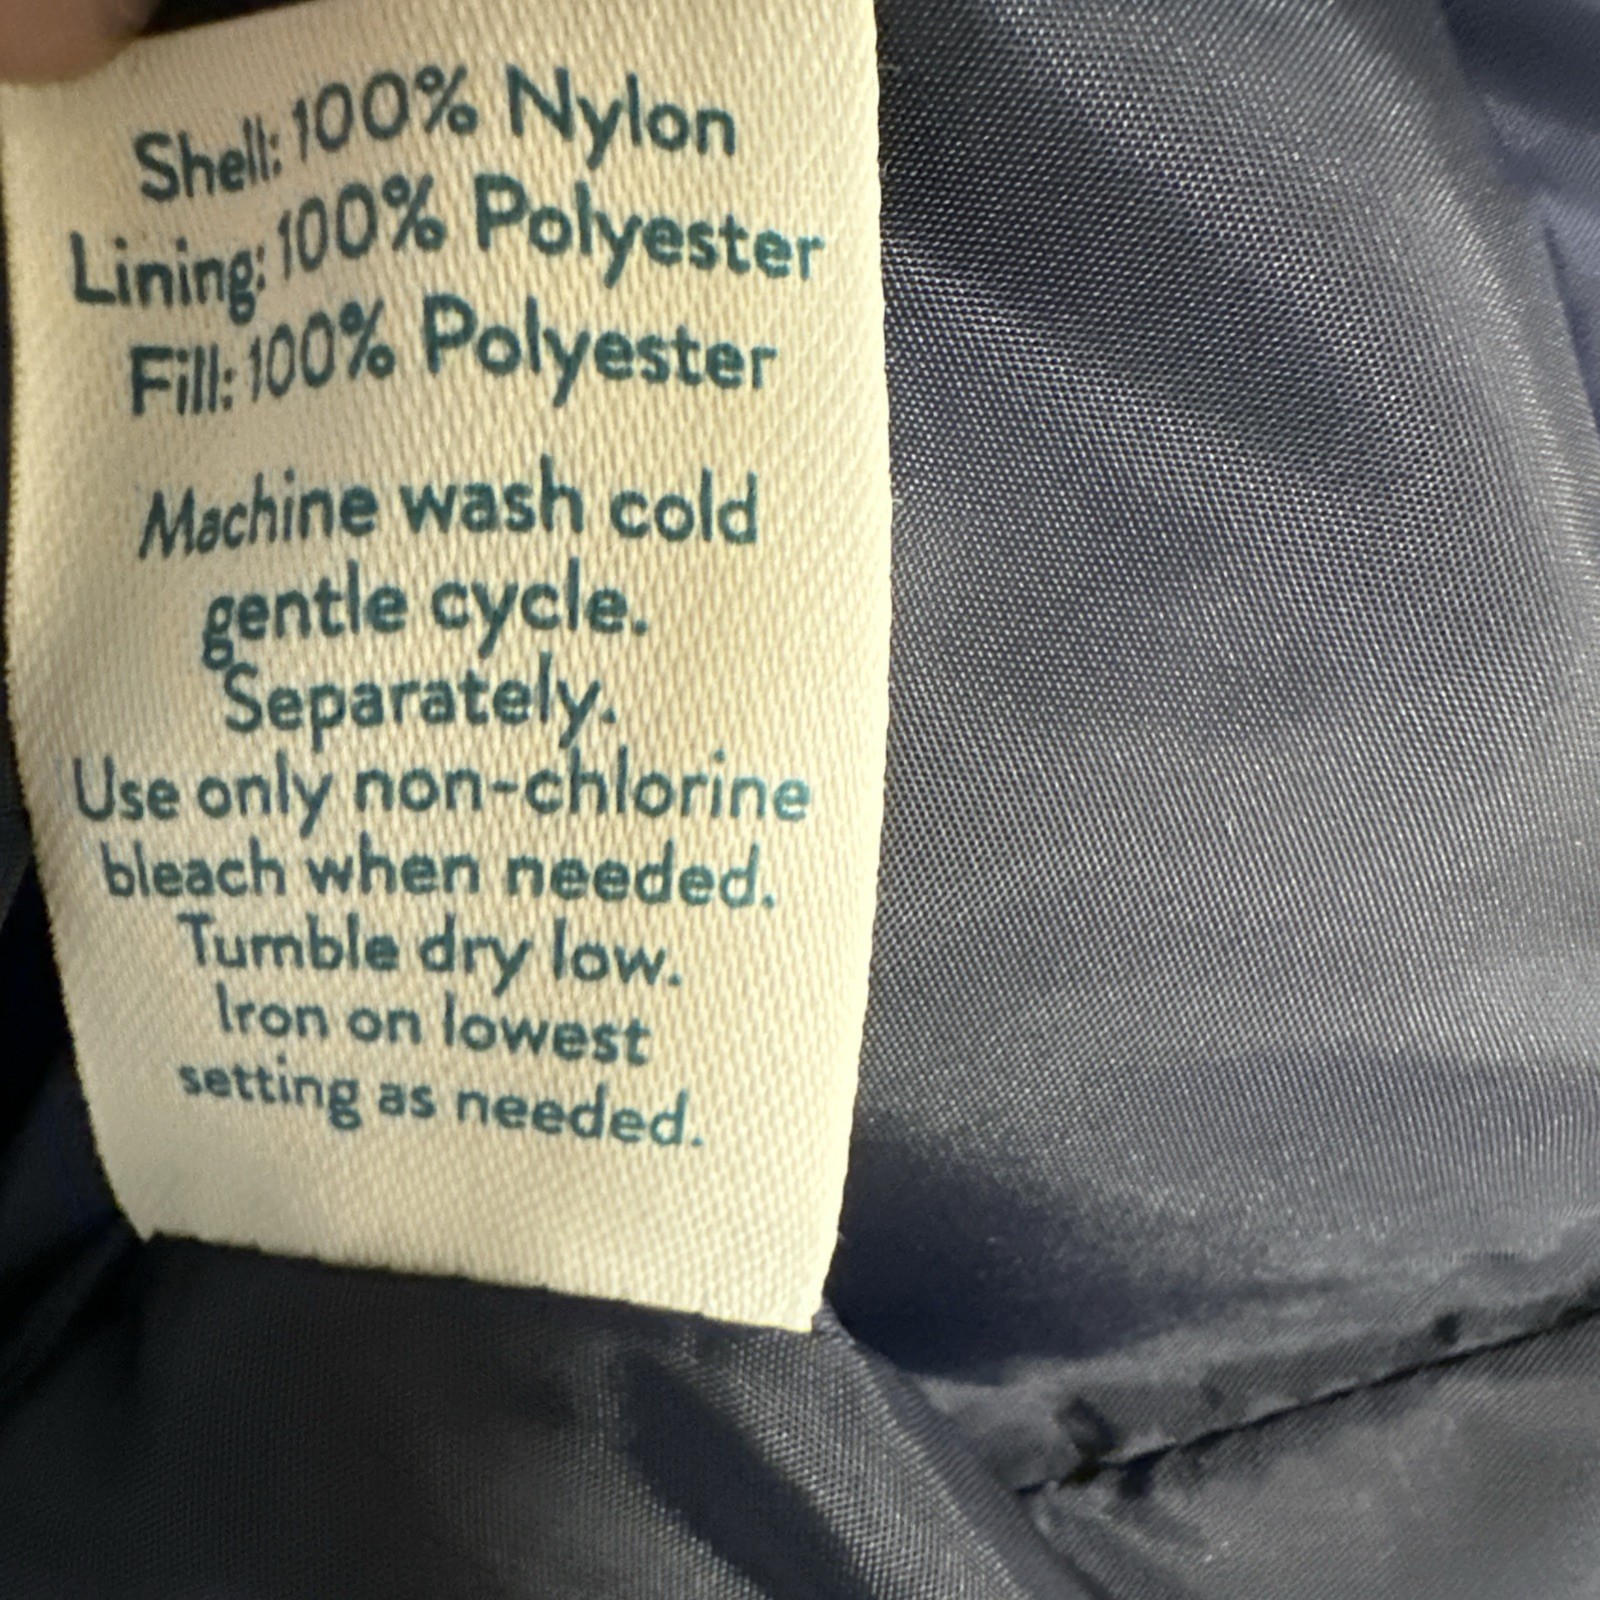 Shell: 100% Nylon
Lining: 100% Polyester
Fill: 100% Polyester
Machine wash cold
gentle cycle.
Separately.
Use only non-chlorine
bleach when needed.
Tumble dry low.
Iron on lowest
setting as needed.